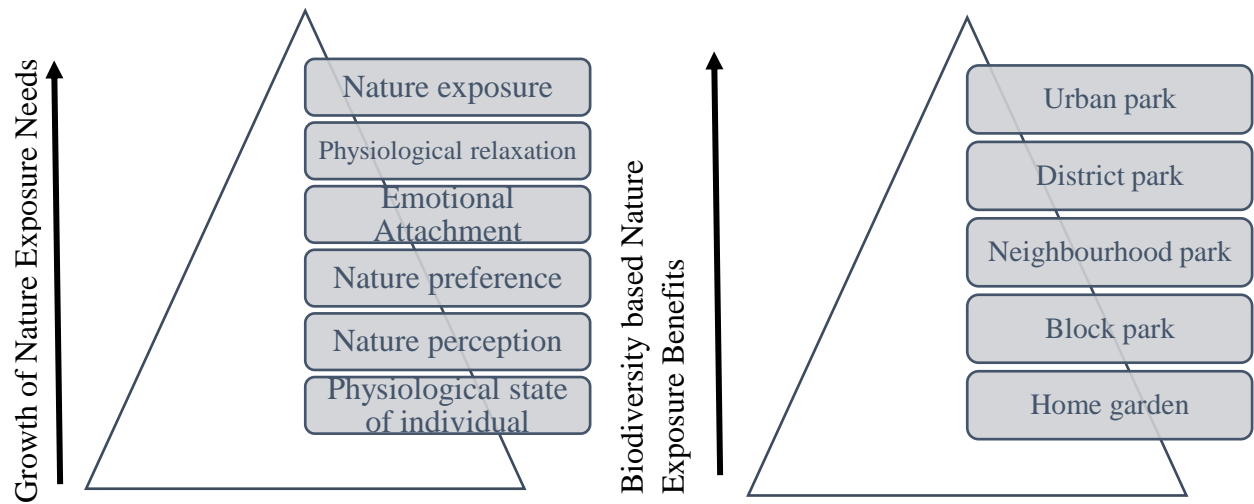 Growth of Nature Exposure Needs
Nature exposure
Physiological relaxation
Emotional
Attachment
Nature preference
Nature perception
Physiological state
of individual
Biodiversity based Nature
Exposure Benefits
Urban park
District park
Neighbourhood park
Block park
Home garden